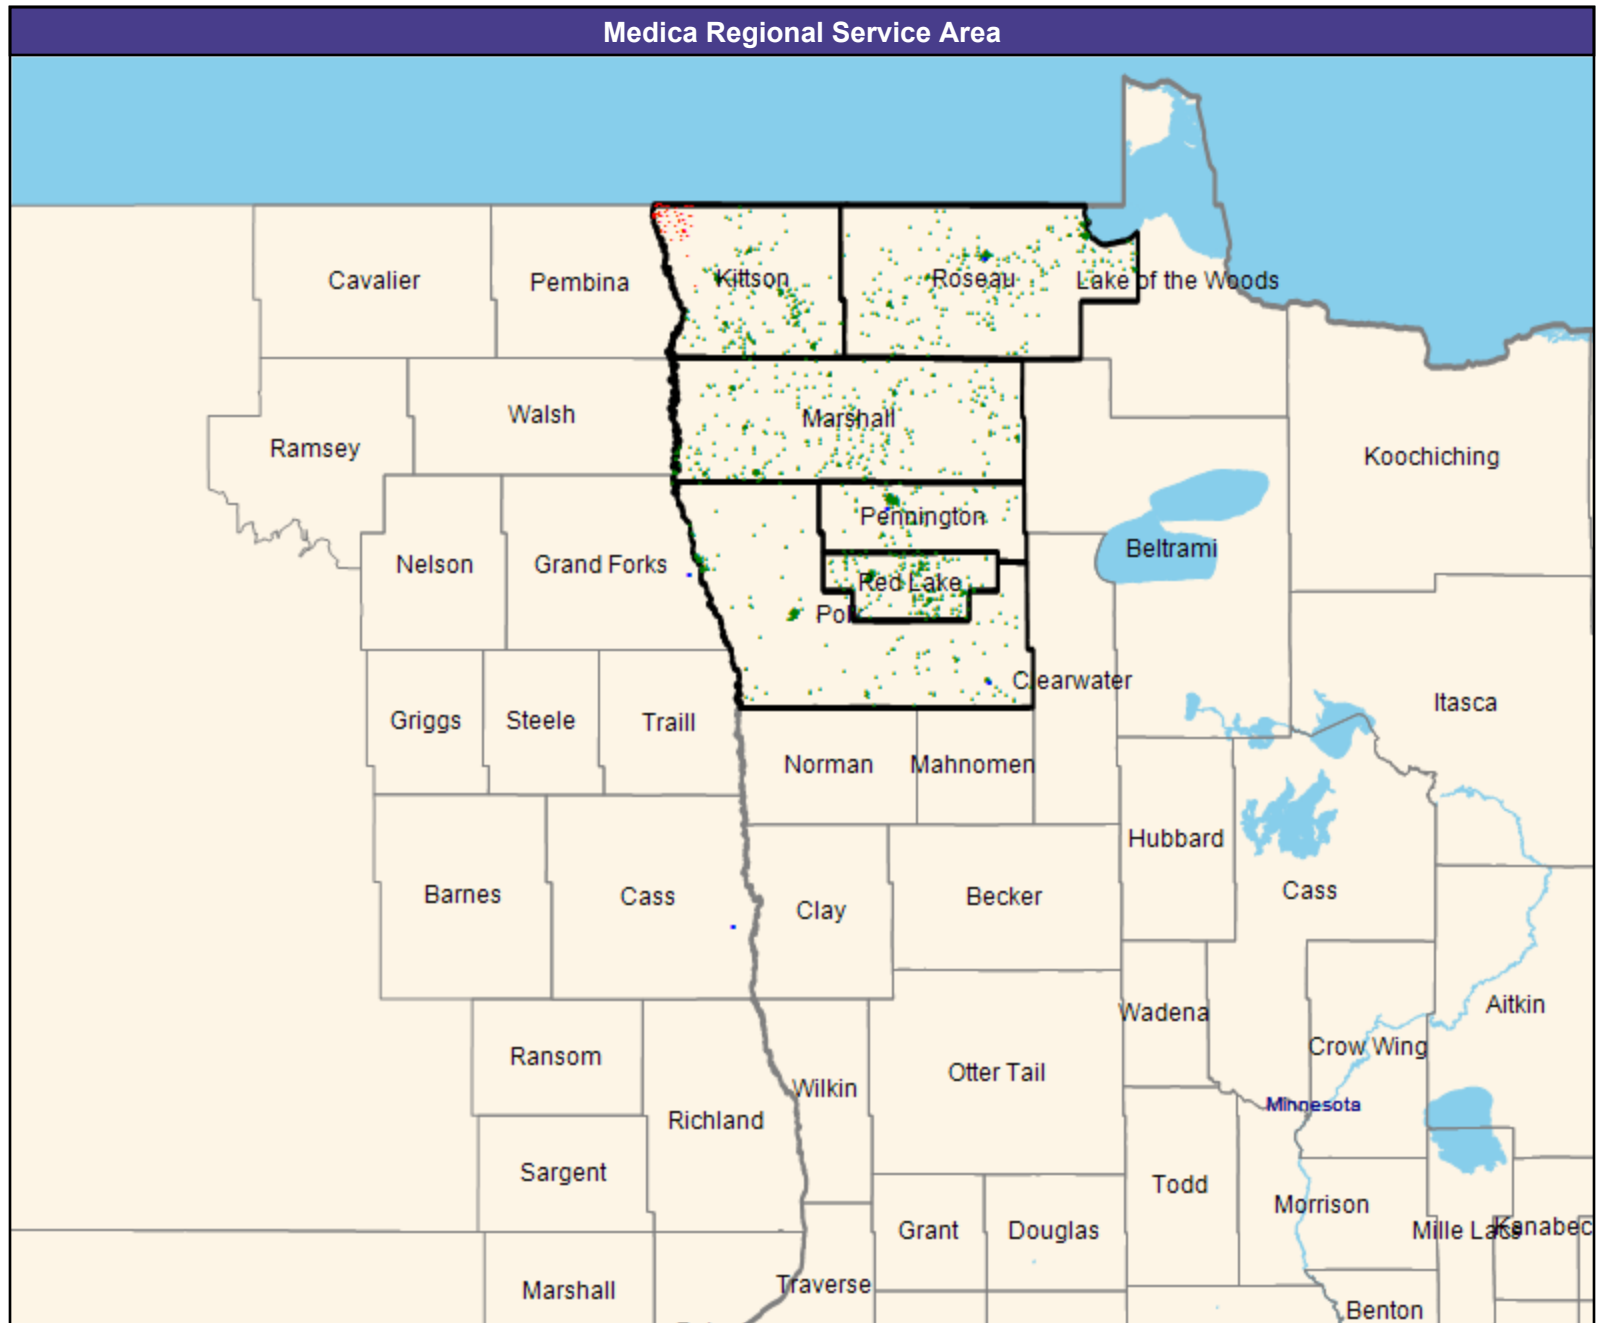 Medica Regional Service Area
Cavalier
Pembina
Kittson
Roseau
Lake of the Woods
Walsh
Marshall
Ramsey
Koochiching
Pennington
Beltrami
Nelson
Grand Forks
Red Lake
Polk
Clearwater
Itasca
Griggs
Steele
Traill
Norman
Mahnomen
Hubbard
Cass
Barnes
Cass
Clay
Becker
Aitkin
Wadena
Crow Wing
Ransom
Otter Tail
Wilkin
Minnesota
Richland
Sargent
Todd
Morrison
Grant
Douglas
Mille Lacs
Kanabec
Marshall
Traverse
Benton